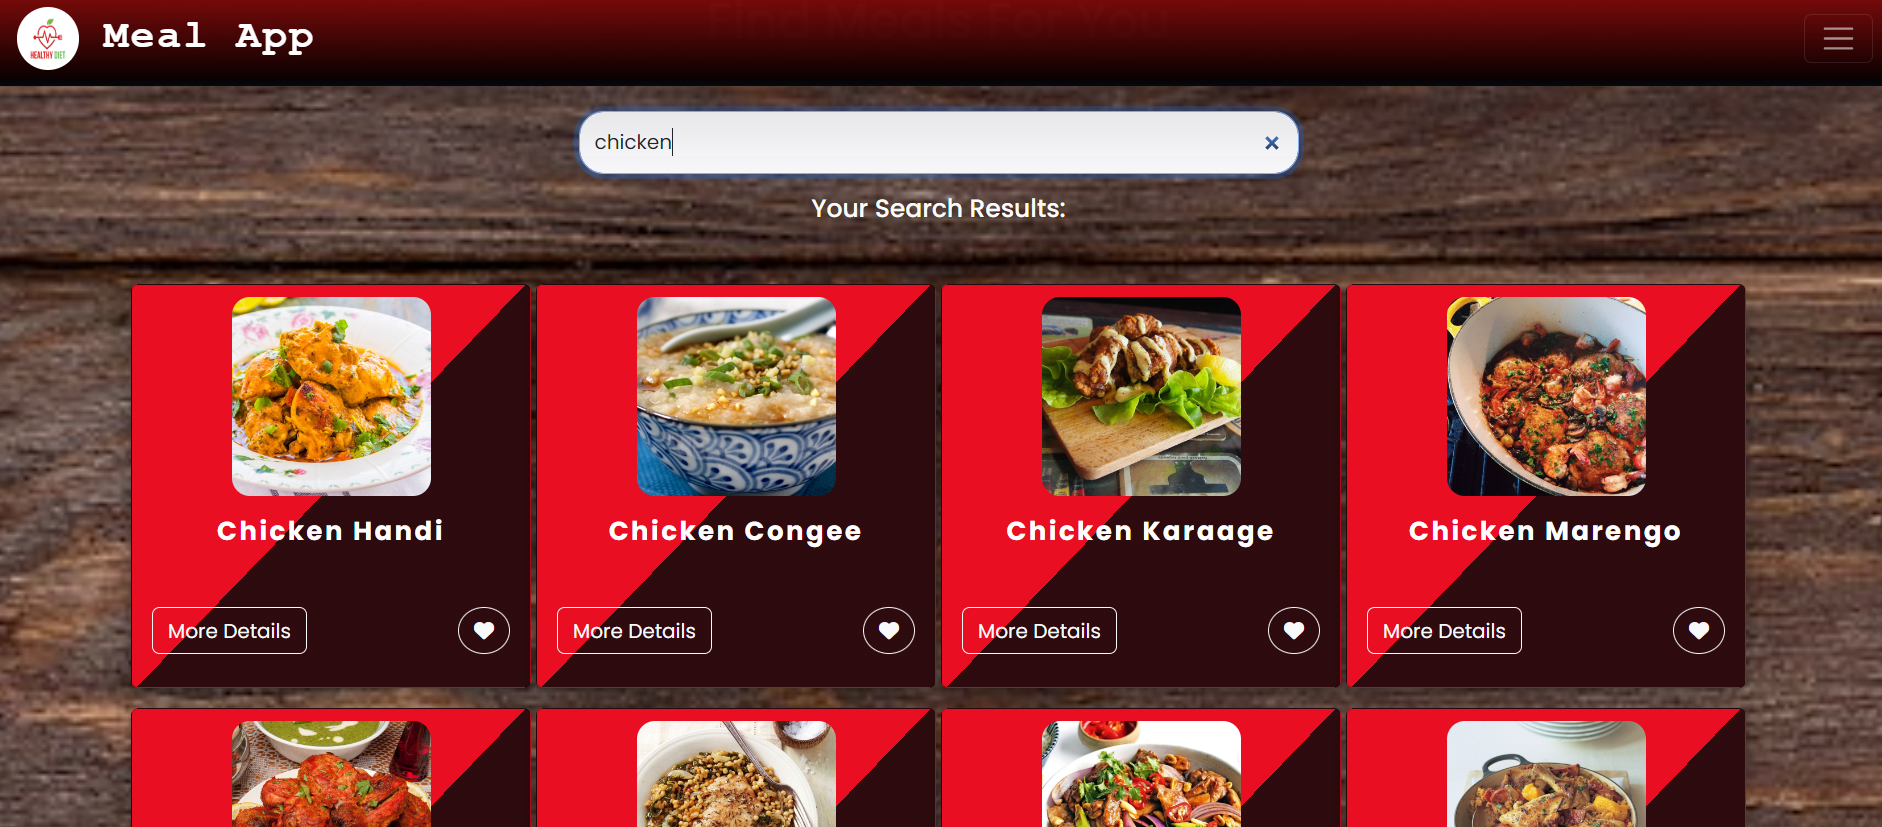 Find Meals For You
HEALTHY DIET
Meal App
chicken
Your Search Results:
Chicken Handi
Chicken Congee
Chicken Karaage
Chicken Marengo
More Details
More Details
More Details
More Details